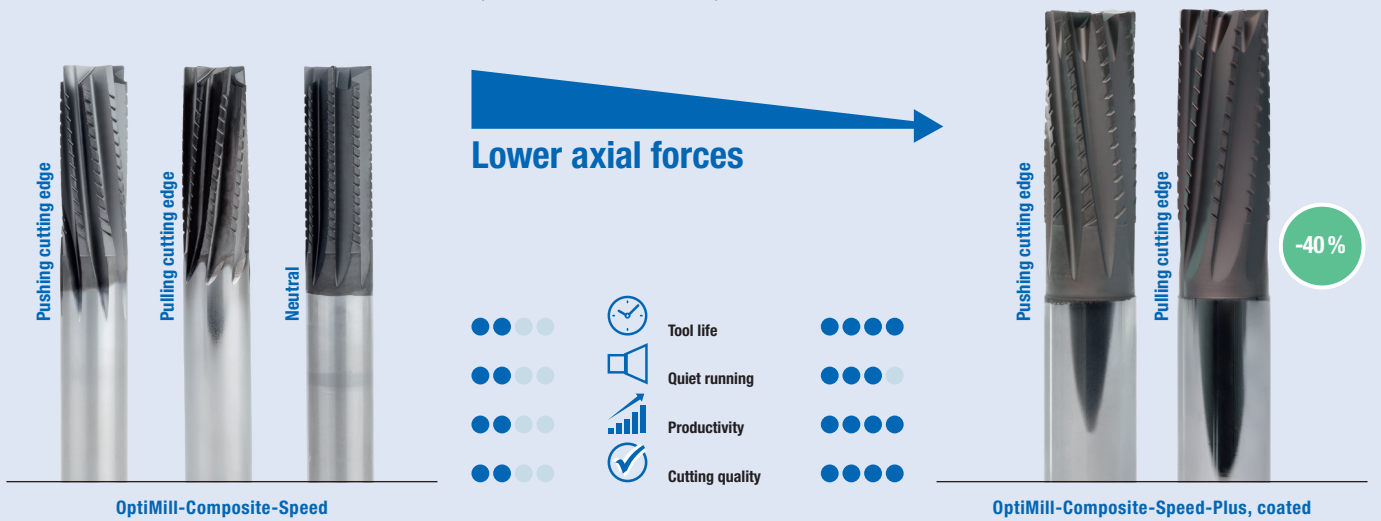 Pushing cutting edge
Pulling cutting edge
Neutral
Lower axial forces
Tool life
Quiet running
Productivity
Cutting quality
Pushing cutting edge
Pulling cutting edge
-40 %
OptiMill-Composite-Speed
OptiMill-Composite-Speed-Plus, coated